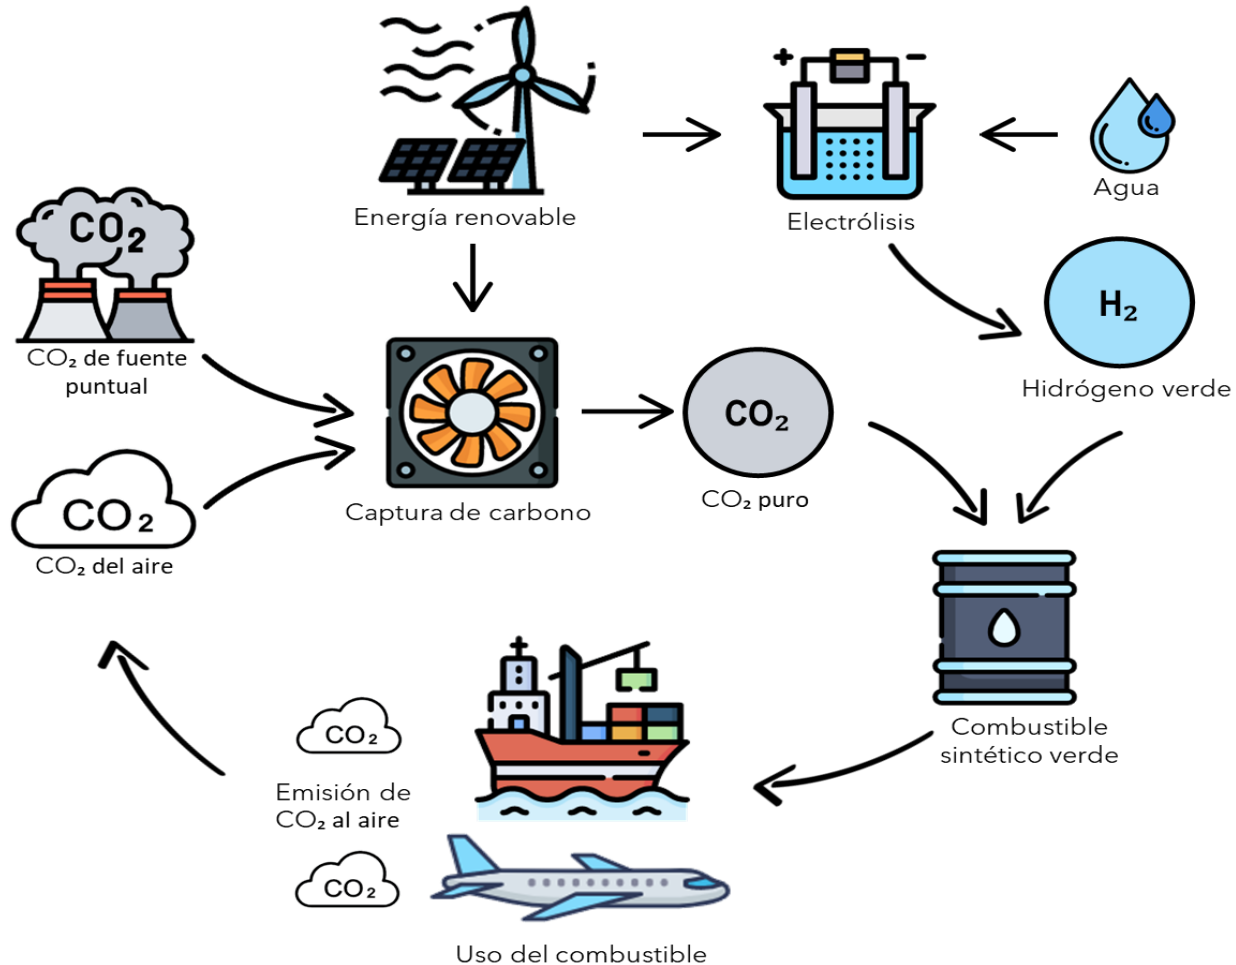 +
−
Energía renovable
Electrólisis
Agua
CO₂
CO₂ de fuente
puntual
H₂
Hidrógeno verde
CO₂
CO₂ puro
Captura de carbono
CO₂
CO₂ del aire
Combustible
sintético verde
CO₂
Emisión de
CO₂ al aire
CO₂
Uso del combustible